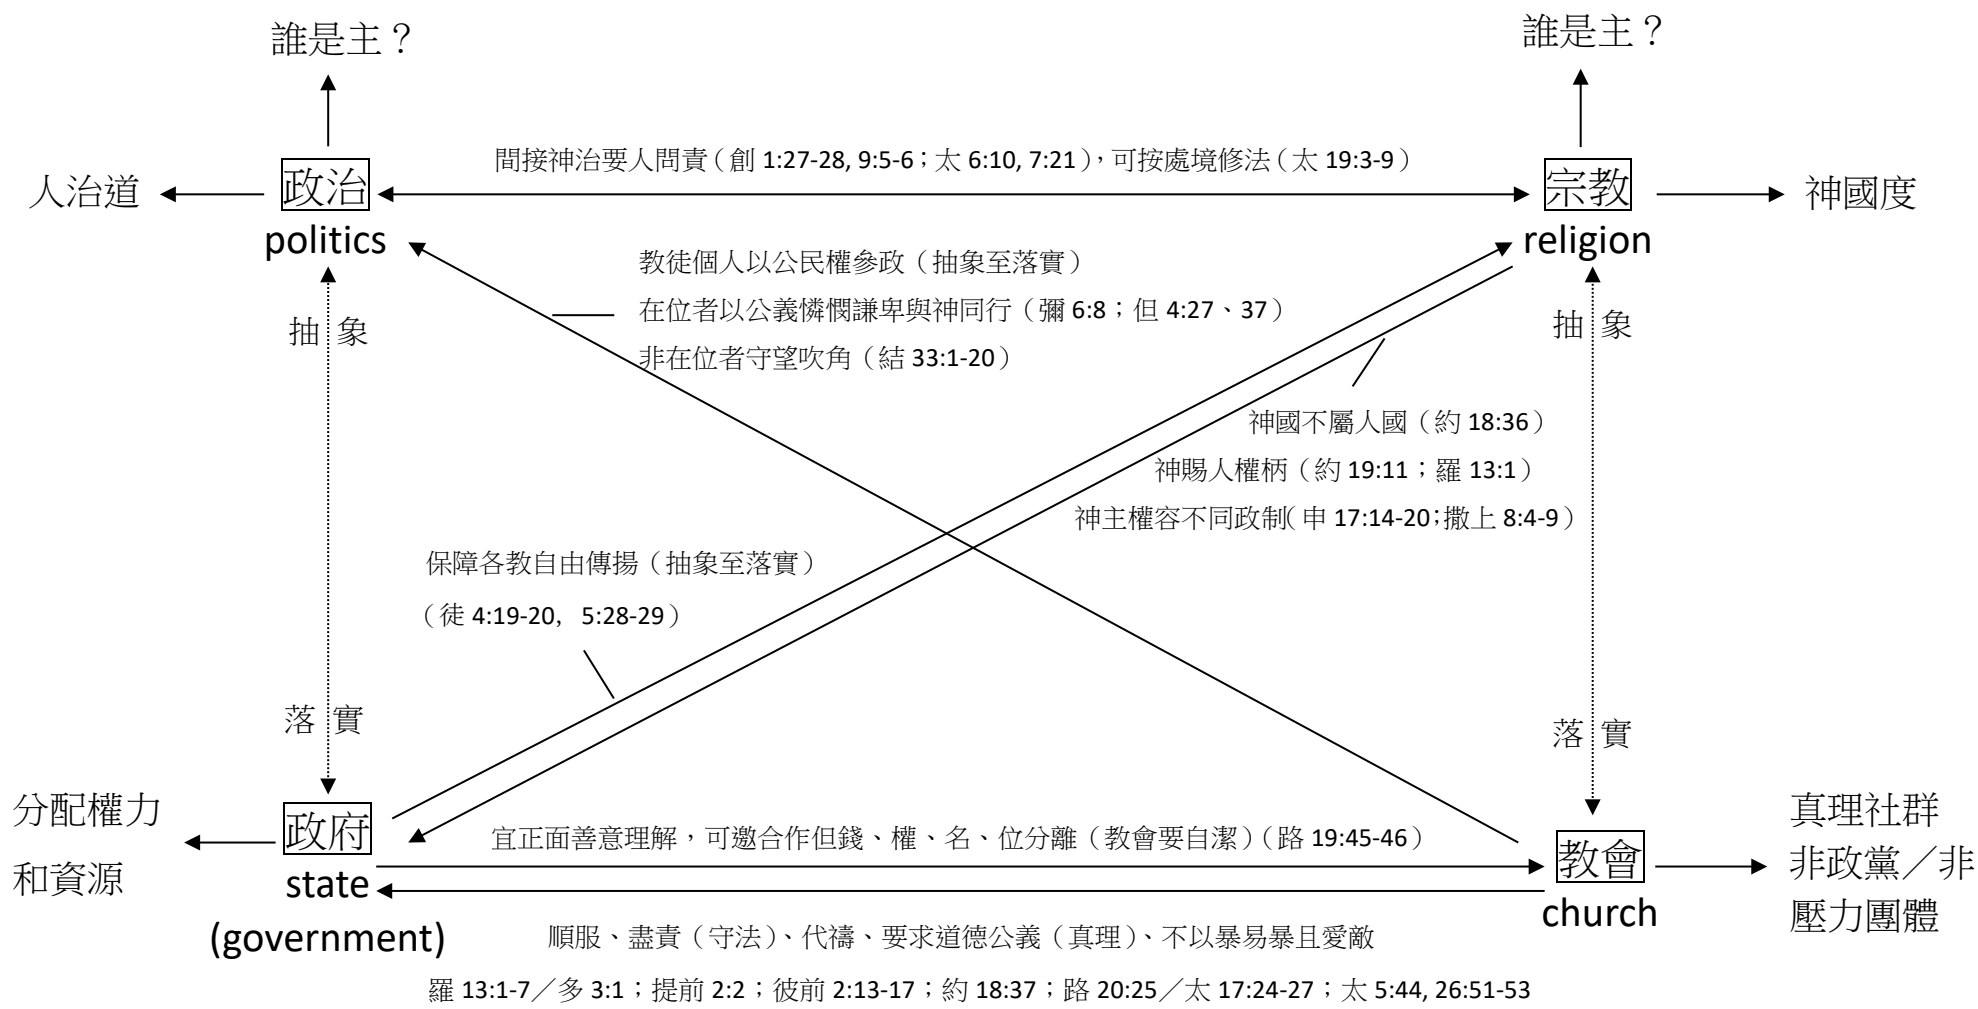 誰是主？
誰是主？
間接神治要人問責（創 1:27-28, 9:5-6；太 6:10, 7:21），可按處境修法（太 19:3-9）
人治道
政治
宗教
神國度
politics
religion
教徒個人以公民權參政（抽象至落實）
在位者以公義憐憫謙卑與神同行（彌 6:8；但 4:27、37）
非在位者守望吹角（結 33:1-20）
抽象
抽象
神國不屬人國（約 18:36）
神賜人權柄（約 19:11；羅 13:1）
神主權容不同政制（申 17:14-20；撒上 8:4-9）
保障各教自由傳揚（抽象至落實）
（徒 4:19-20, 5:28-29）
落實
落實
分配權力
和資源
政府
state
(government)
宜正面善意理解，可邀合作但錢、權、名、位分離（教會要自潔）（路 19:45-46）
教會
church
真理社群
非政黨／非
壓力團體
順服、盡責（守法）、代禱、要求道德公義（真理）、不以暴易暴且愛敵
羅 13:1-7／多 3:1；提前 2:2；彼前 2:13-17；約 18:37；路 20:25／太 17:24-27；太 5:44, 26:51-53